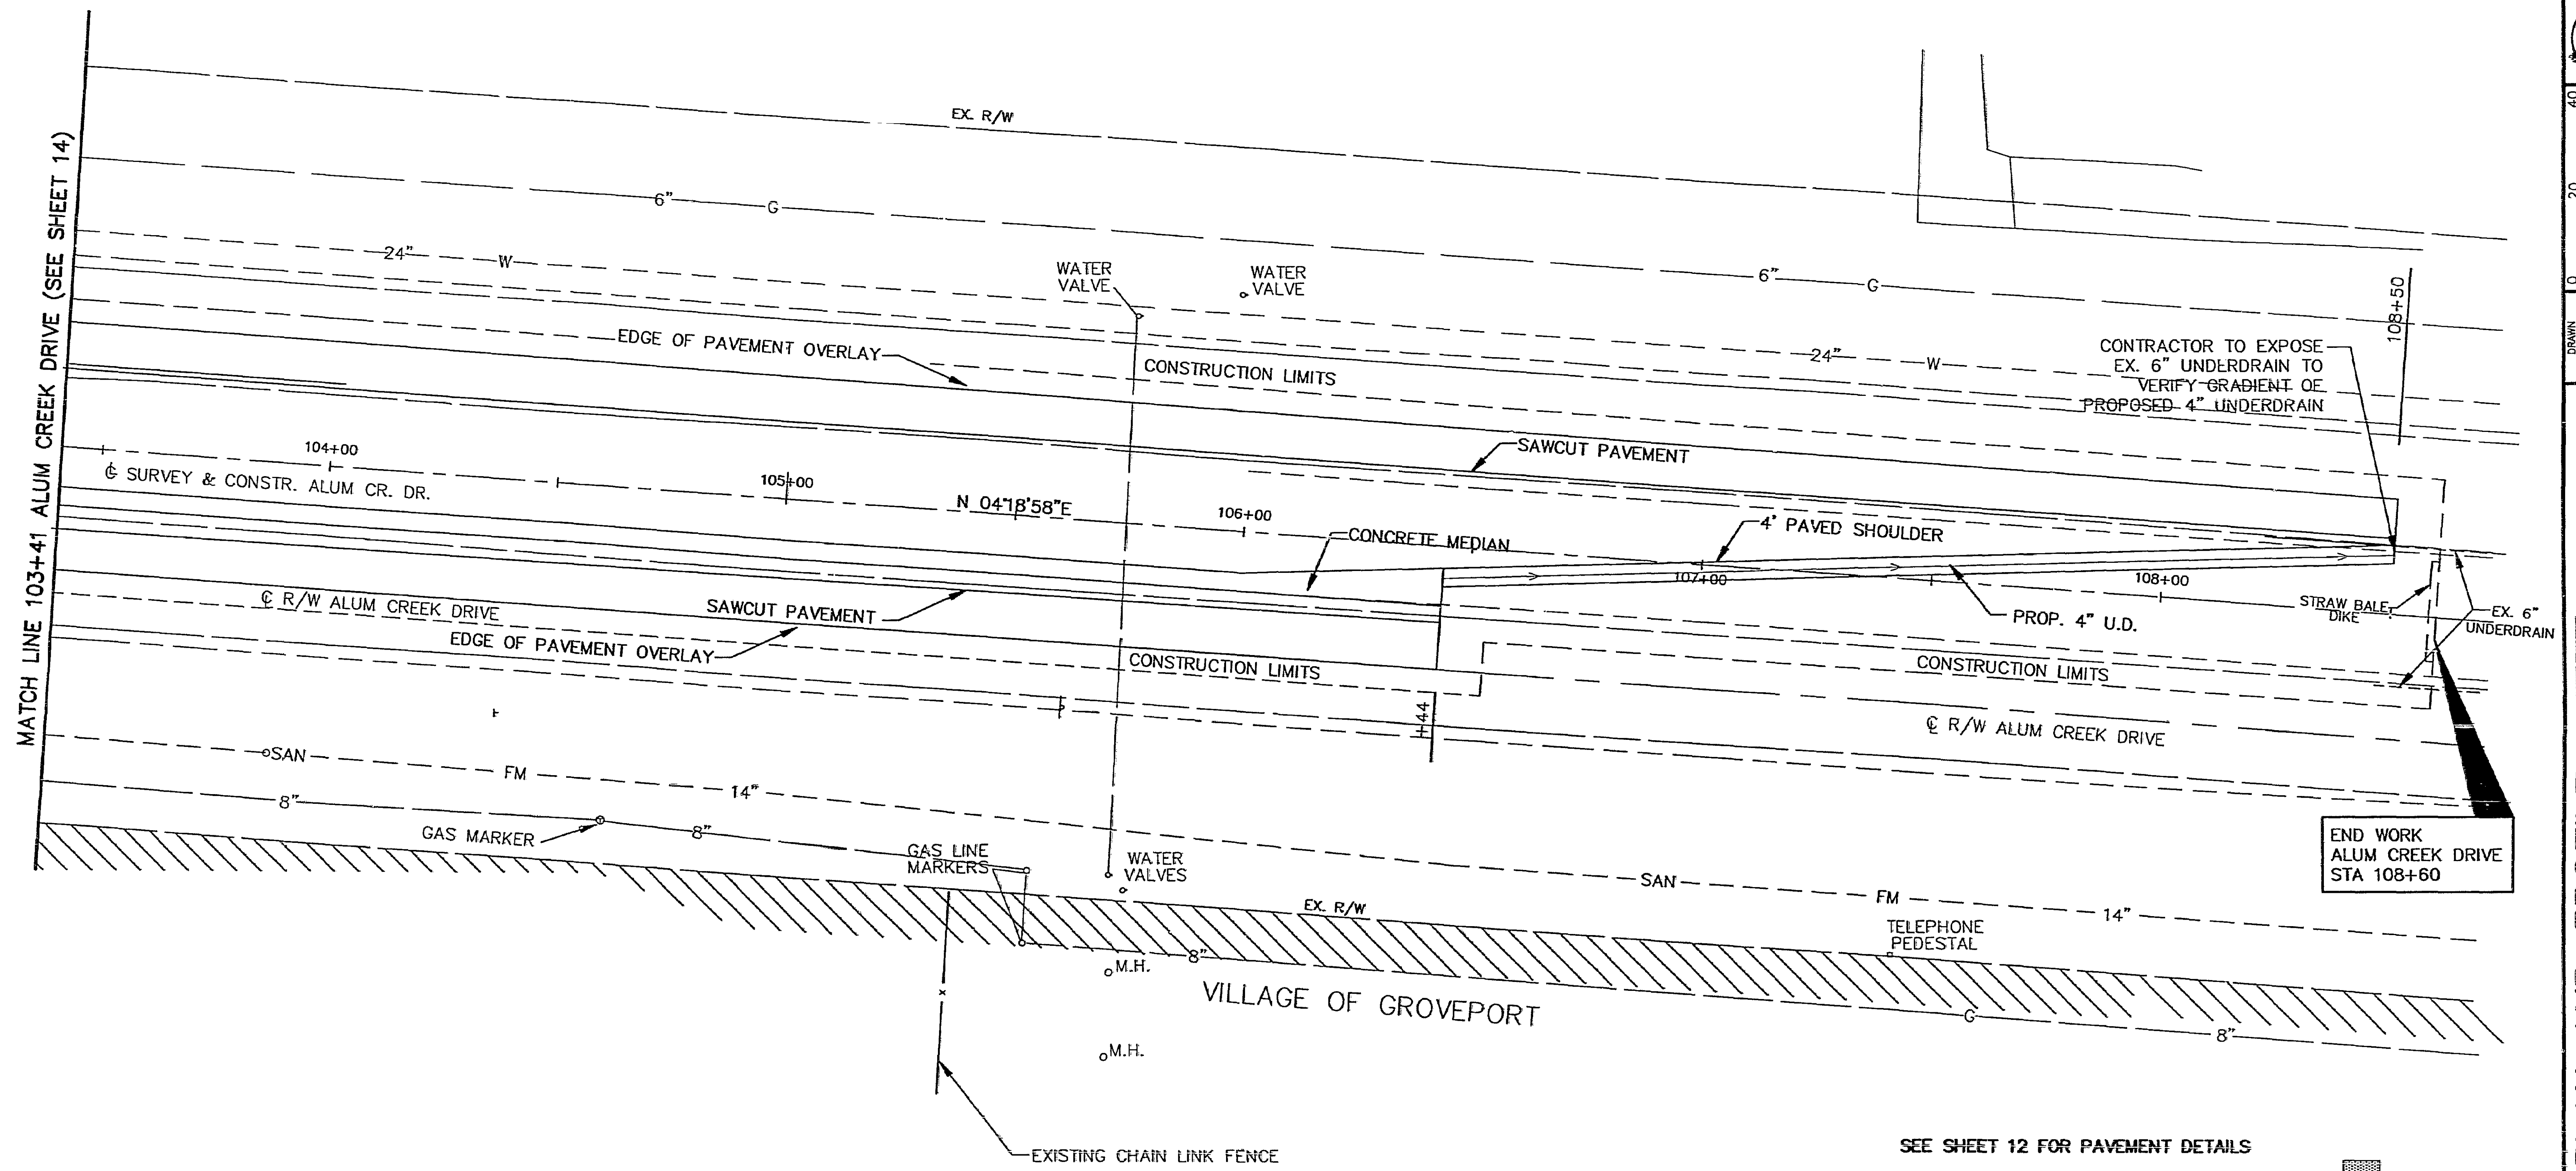 MATCH LINE 103+41 ALUM CREEK DRIVE (SEE SHEET 14)
EX. R/W
6"
G
24"
W
WATER
VALVE
WATER
VALVE
6"
G
108+50
EDGE OF PAVEMENT OVERLAY
CONSTRUCTION LIMITS
24"
W
CONTRACTOR TO EXPOSE
EX. 6" UNDERDRAIN TO
VERIFY GRADIENT OF
PROPOSED 4" UNDERDRAIN
SAWCUT PAVEMENT
104+00
℄ SURVEY & CONSTR. ALUM CR. DR.
105+00
N 04°18'58"E
106+00
CONCRETE MEDIAN
4' PAVED SHOULDER
107+00
108+00
PROP. 4" U.D.
STRAW BALE
DIKE
EX. 6"
UNDERDRAIN
℄ R/W ALUM CREEK DRIVE
SAWCUT PAVEMENT
EDGE OF PAVEMENT OVERLAY
CONSTRUCTION LIMITS
CONSTRUCTION LIMITS
+44
℄ R/W ALUM CREEK DRIVE
SAN
FM
14"
8"
GAS MARKER
8"
GAS LINE
MARKERS
WATER
VALVES
EX. R/W
SAN
FM
14"
END WORK
ALUM CREEK DRIVE
STA 108+60
TELEPHONE
PEDESTAL
M.H.
8"
VILLAGE OF GROVEPORT
G
8"
x
M.H.
EXISTING CHAIN LINK FENCE
SEE SHEET 12 FOR PAVEMENT DETAILS
40
20
0
DRAWN